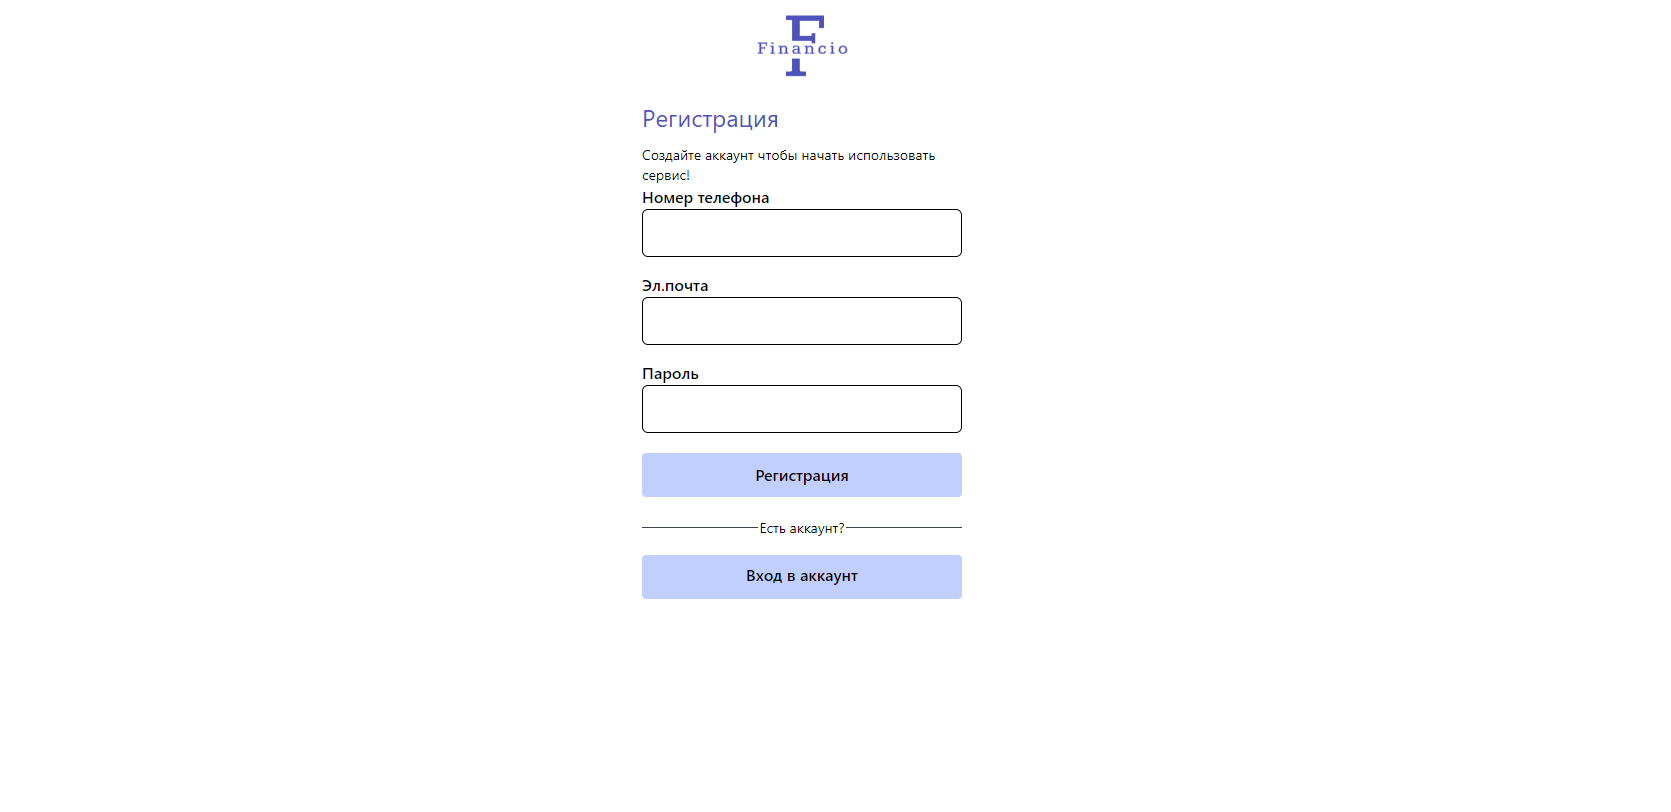 Financio
Регистрация
Создайте аккаунт чтобы начать использовать
сервис!
Номер телефона
Эл.почта
Пароль
Регистрация
Есть аккаунт?
Вход в аккаунт